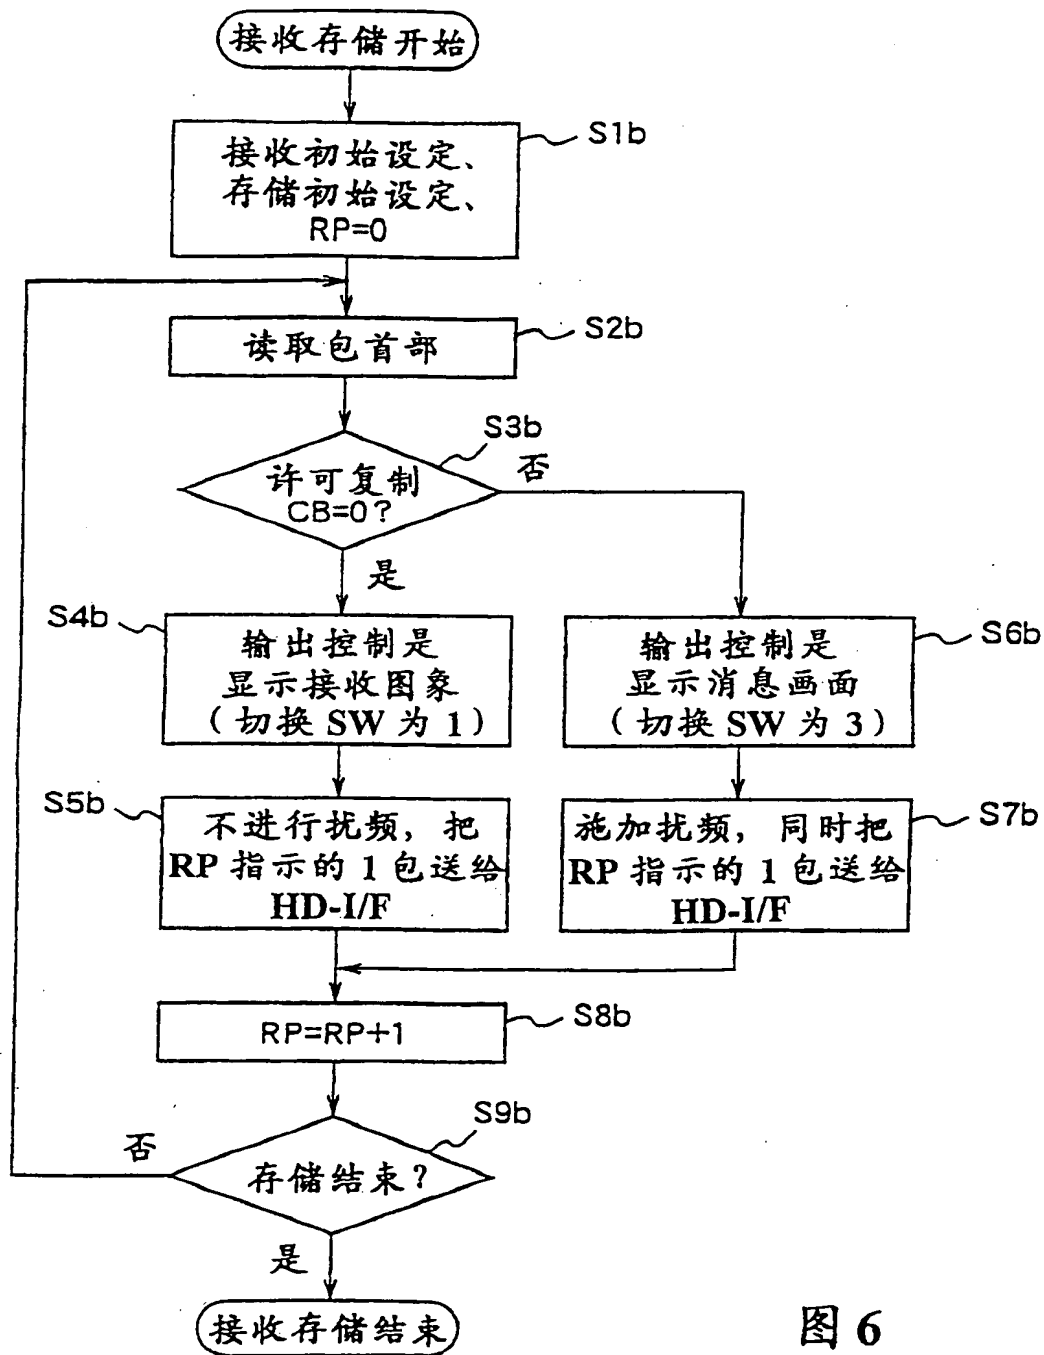 接收存储开始
接收初始设定、
存储初始设定、
RP=0
S1b
读取包首部
S2b
S3b
许可复制
CB=0?
否
是
S4b
输出控制是
显示接收图象
(切换 SW 为 1)
输出控制是
显示消息画面
(切换 SW 为 3)
S6b
S5b
不进行扰频，把
RP 指示的 1 包送给
HD-I/F
施加扰频，同时把
RP 指示的 1 包送给
HD-I/F
S7b
RP=RP+1
S8b
S9b
否
存储结束?
是
接收存储结束
图 6